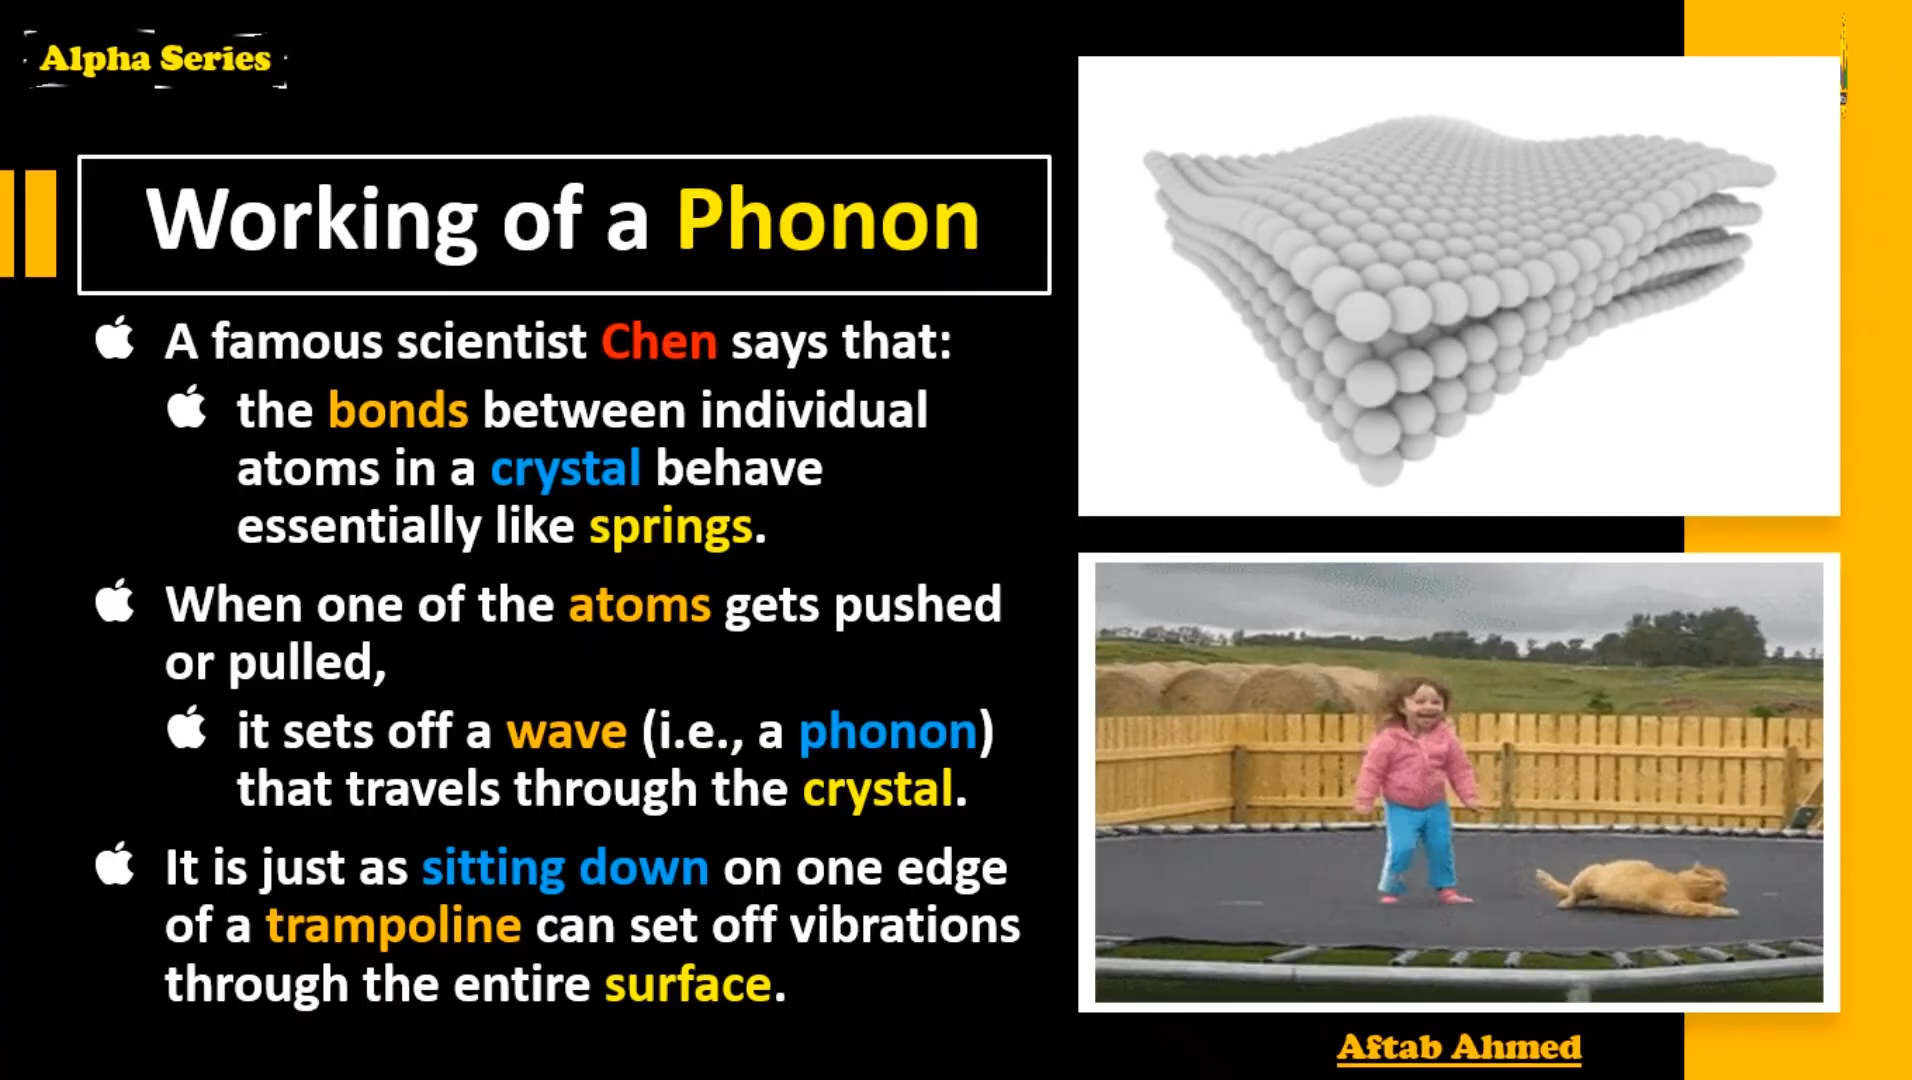 Alpha Series
Working of a Phonon
A famous scientist Chen says that:
the bonds between individual
atoms in a crystal behave
essentially like springs.
When one of the atoms gets pushed
or pulled,
it sets off a wave (i.e., a phonon)
that travels through the crystal.
It is just as sitting down on one edge
of a trampoline can set off vibrations
through the entire surface.
Aftab Ahmed